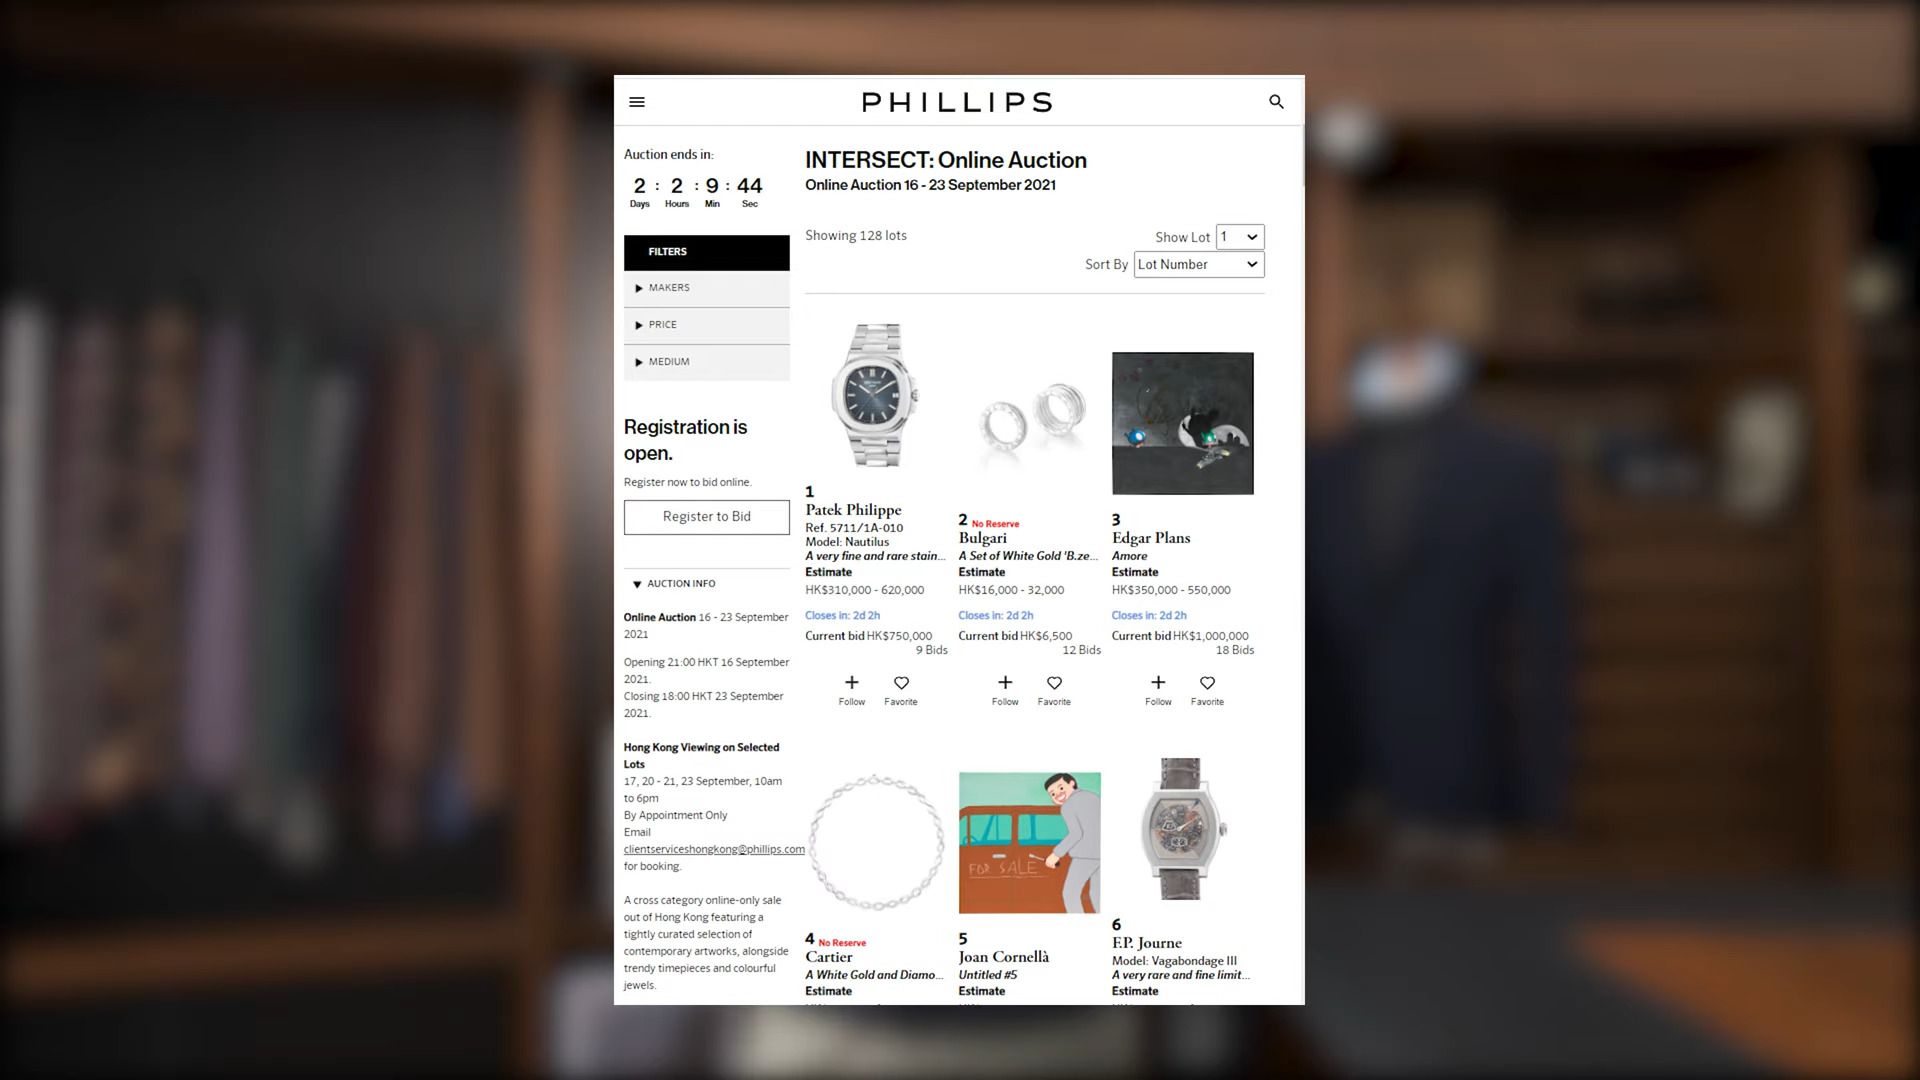 PHILLIPS
Auction ends in:
2 : 2 : 9 : 44
Days Hours Min Sec
FILTERS
MAKERS
PRICE
MEDIUM
Registration is
open.
Register now to bid online.
Register to Bid
AUCTION INFO
Online Auction 16 - 23 September
2021
Opening 21:00 HKT 16 September
2021.
Closing 18:00 HKT 23 September
2021.
Hong Kong Viewing on Selected
Lots
17, 20 - 21, 23 September, 10am
to 6pm
By Appointment Only
Email
clientserviceshongkong@phillips.com
for booking.
A cross category online-only sale
out of Hong Kong featuring a
tightly curated selection of
contemporary artworks, alongside
trendy timepieces and colourful
jewels.
INTERSECT: Online Auction
Online Auction 16 - 23 September 2021
Showing 128 lots
Show Lot 1
Sort By Lot Number
1
Patek Philippe
Ref. 5711/1A-010
Model: Nautilus
A very fine and rare stain...
Estimate
HK$310,000 - 620,000
Closes in: 2d 2h
Current bid HK$750,000
9 Bids
Follow Favorite
2 No Reserve
Bulgari
A Set of White Gold 'B.ze...
Estimate
HK$16,000 - 32,000
Closes in: 2d 2h
Current bid HK$6,500
12 Bids
Follow Favorite
3
Edgar Plans
Amore
Estimate
HK$350,000 - 550,000
Closes in: 2d 2h
Current bid HK$1,000,000
18 Bids
Follow Favorite
4 No Reserve
Cartier
A White Gold and Diamo...
Estimate
FOR SALE
5
Joan Cornellà
Untitled #5
Estimate
6
F.P. Journe
Model: Vagabondage III
A very rare and fine limit...
Estimate